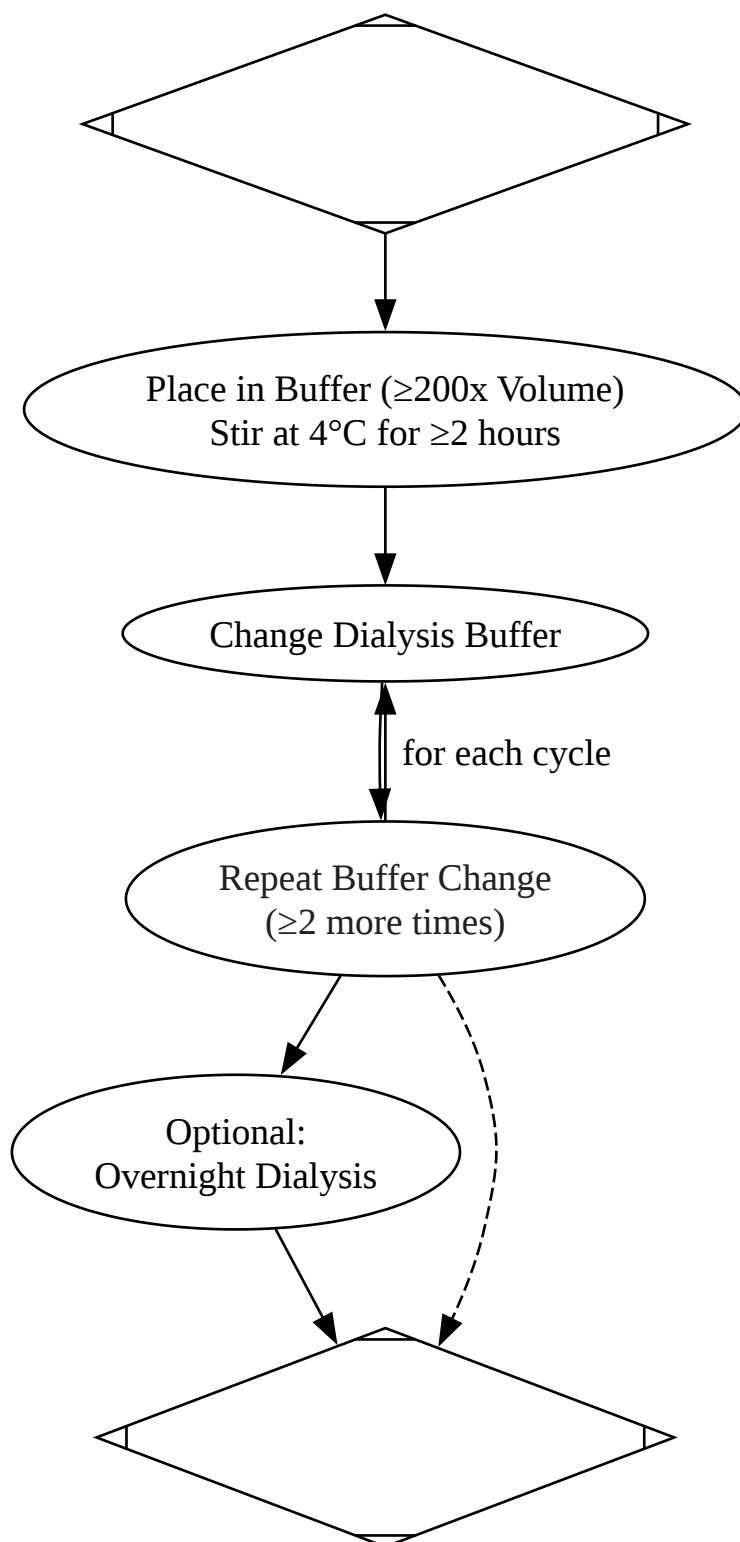 Place in Buffer (≥200x Volume)
Stir at 4°C for ≥2 hours
Change Dialysis Buffer
for each cycle
Repeat Buffer Change
(≥2 more times)
Optional:
Overnight Dialysis